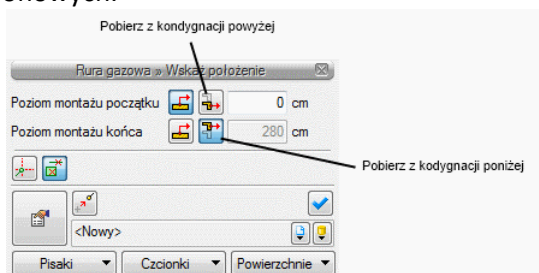 Pobierz z kondygnacji powyżej
Rura gazowa » Wskaż położenie
Poziom montażu początku 0 cm
Poziom montażu końca 280 cm
Pobierz z kodygnacji poniżej
<Nowy>
Pisaki Czcionki Powierzchnie